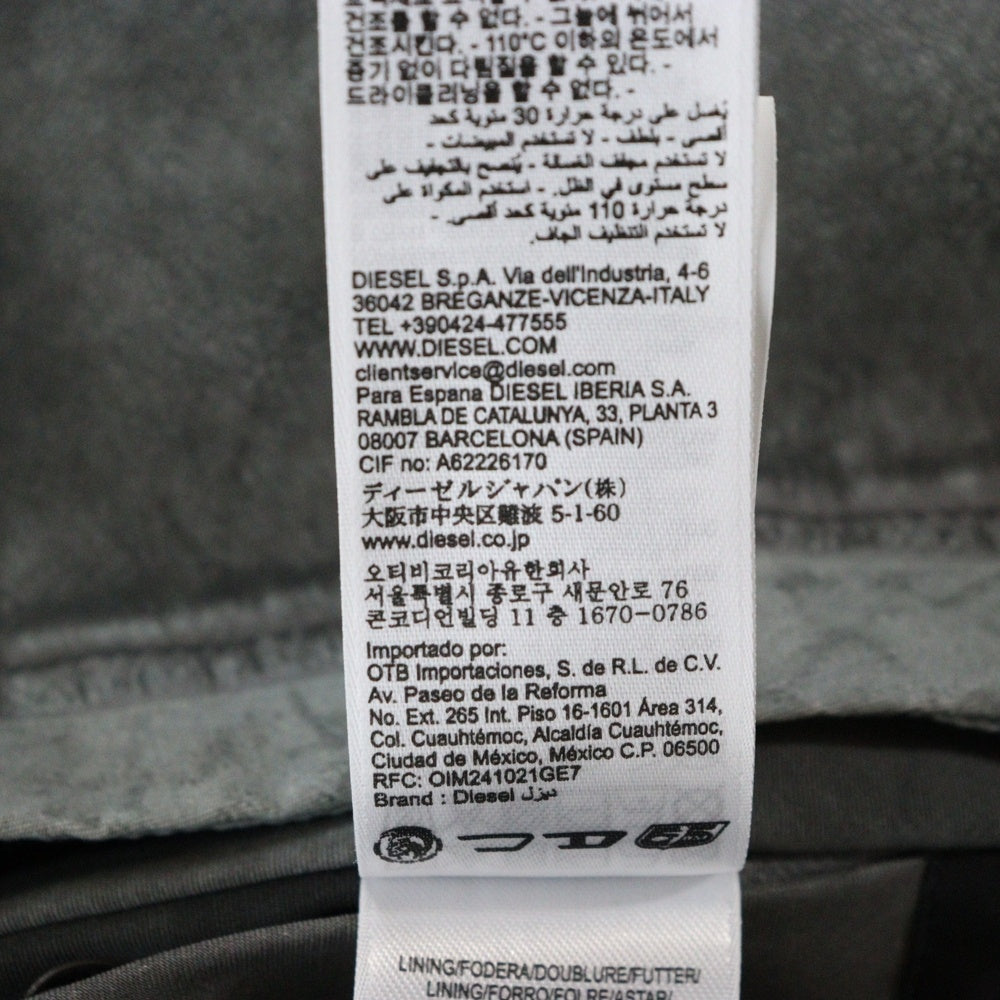 건조를 할 수 없다. - 그늘에 뉘어서
건조시킨다. - 110°C 이하의 온도에서
증기 없이 다림질을 할 수 있다. -
드라이클리닝을 할 수 없다. -
يُغسل على درجة حرارة 30 مئوية كحد
أقصى - بلطف - لا تستخدم المبيضات -
لا تستخدم مجفف الغسالة - يُنصح بالتجفيف على
سطح مستوى في الظل. - استخدم المكواة على
درجة حرارة 110 مئوية كحد أقصى. -
لا تستخدم التنظيف الجاف.
DIESEL S.p.A. Via dell'Industria, 4-6
36042 BREGANZE-VICENZA-ITALY
TEL +390424-477555
WWW.DIESEL.COM
clientservice@diesel.com
Para Espana DIESEL IBERIA S.A.
RAMBLA DE CATALUNYA, 33, PLANTA 3
08007 BARCELONA (SPAIN)
CIF no: A62226170
ディーゼルジャパン(株)
大阪市中央区難波 5-1-60
www.diesel.co.jp
오티비코리아유한회사
서울특별시 종로구 새문안로 76
콘코디언빌딩 11 층 1670-0786
Importado por:
OTB Importaciones, S. de R.L. de C.V.
Av. Paseo de la Reforma
No. Ext. 265 Int. Piso 16-1601 Área 314,
Col. Cuauhtémoc, Alcaldía Cuauhtémoc,
Ciudad de México, México C.P. 06500
RFC: OIM241021GE7
Brand : Diesel ديزل
LINING/FODERA/DOUBLURE/FUTTER/
LINING/FORRO/FOLRE/ASTAR/